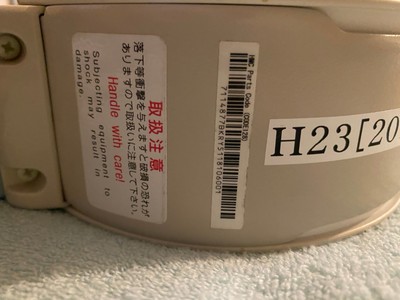 取扱注意
落下等衝撃を与えますと破損の恐れが
ありますので取扱いに注意して下さい。
Handle with care!
Subjecting equipment to
shock may result in
damage.
Parts Code (CODE128)
7114877BKRYS118106001
H23[20